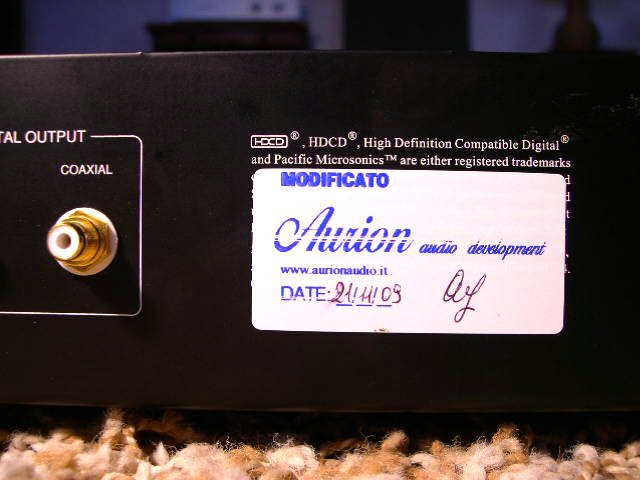 TAL OUTPUT
COAXIAL
HDCD®, HDCD®, High Definition Compatible Digital®
and Pacific Microsonics™ are either registered trademarks
MODIFICATO
Aurion audio development
www.aurionaudio.it
DATE: 21/11/09